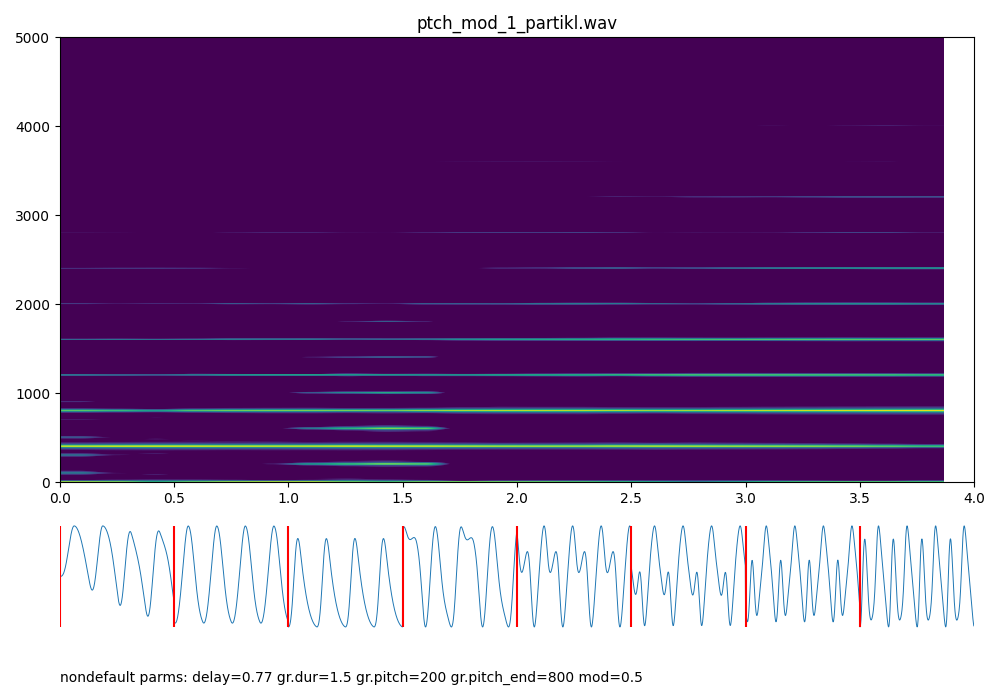 ptch_mod_1_partikl.wav
5000
4000
3000
2000
1000
0
0.0 0.5 1.0 1.5 2.0 2.5 3.0 3.5 4.0
nondefault parms: delay=0.77 gr.dur=1.5 gr.pitch=200 gr.pitch_end=800 mod=0.5